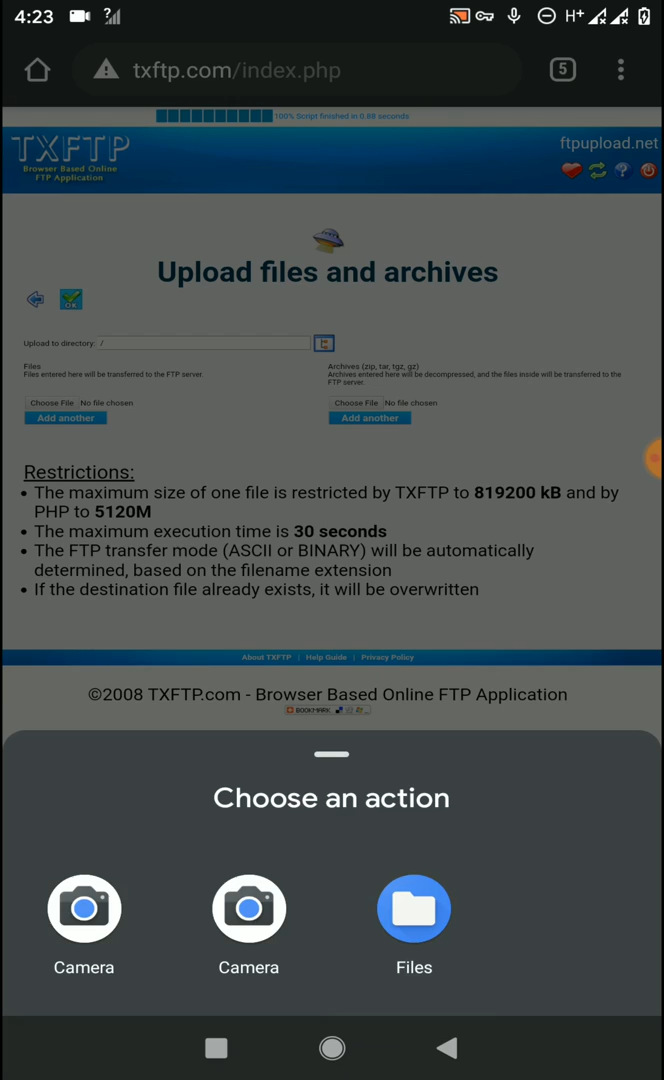 4:23
H+
txftp.com/index.php
5
100% Script finished in 0.88 seconds
TXFTP
Browser Based Online
FTP Application
ftpupload.net
Upload files and archives
OK
Upload to directory: /
Files
Files entered here will be transferred to the FTP server.
Choose File No file chosen
Add another
Archives (zip, tar, tgz, gz)
Archives entered here will be decompressed, and the files inside will be transferred to the
FTP server.
Choose File No file chosen
Add another
Restrictions:
The maximum size of one file is restricted by TXFTP to 819200 kB and by
PHP to 5120M
The maximum execution time is 30 seconds
The FTP transfer mode (ASCII or BINARY) will be automatically
determined, based on the filename extension
If the destination file already exists, it will be overwritten
About TXFTP | Help Guide | Privacy Policy
©2008 TXFTP.com - Browser Based Online FTP Application
BOOKMARK
Choose an action
Camera
Camera
Files